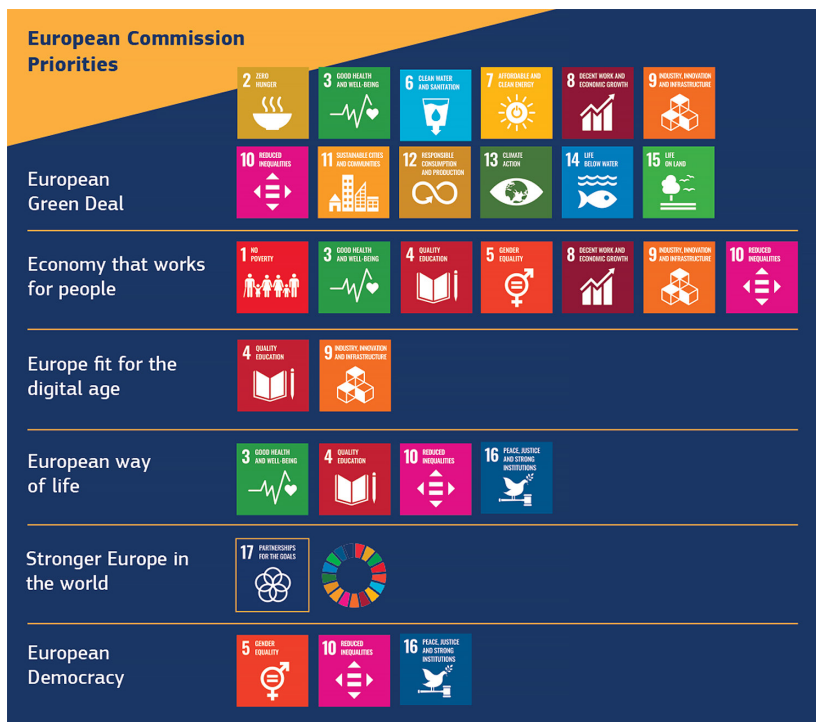 European Commission
Priorities
2 ZERO
HUNGER
3 GOOD HEALTH
AND WELL-BEING
6 CLEAN WATER
AND SANITATION
7 AFFORDABLE AND
CLEAN ENERGY
8 DECENT WORK AND
ECONOMIC GROWTH
9 INDUSTRY, INNOVATION
AND INFRASTRUCTURE
European
Green Deal
10 REDUCED
INEQUALITIES
11 SUSTAINABLE CITIES
AND COMMUNITIES
12 RESPONSIBLE
CONSUMPTION
AND PRODUCTION
13 CLIMATE
ACTION
14 LIFE
BELOW WATER
15 LIFE
ON LAND
Economy that works
for people
1 NO
POVERTY
3 GOOD HEALTH
AND WELL-BEING
4 QUALITY
EDUCATION
5 GENDER
EQUALITY
8 DECENT WORK AND
ECONOMIC GROWTH
9 INDUSTRY, INNOVATION
AND INFRASTRUCTURE
10 REDUCED
INEQUALITIES
Europe fit for the
digital age
4 QUALITY
EDUCATION
9 INDUSTRY, INNOVATION
AND INFRASTRUCTURE
European way
of life
3 GOOD HEALTH
AND WELL-BEING
4 QUALITY
EDUCATION
10 REDUCED
INEQUALITIES
16 PEACE, JUSTICE
AND STRONG
INSTITUTIONS
Stronger Europe in
the world
17 PARTNERSHIPS
FOR THE GOALS
European
Democracy
5 GENDER
EQUALITY
10 REDUCED
INEQUALITIES
16 PEACE, JUSTICE
AND STRONG
INSTITUTIONS